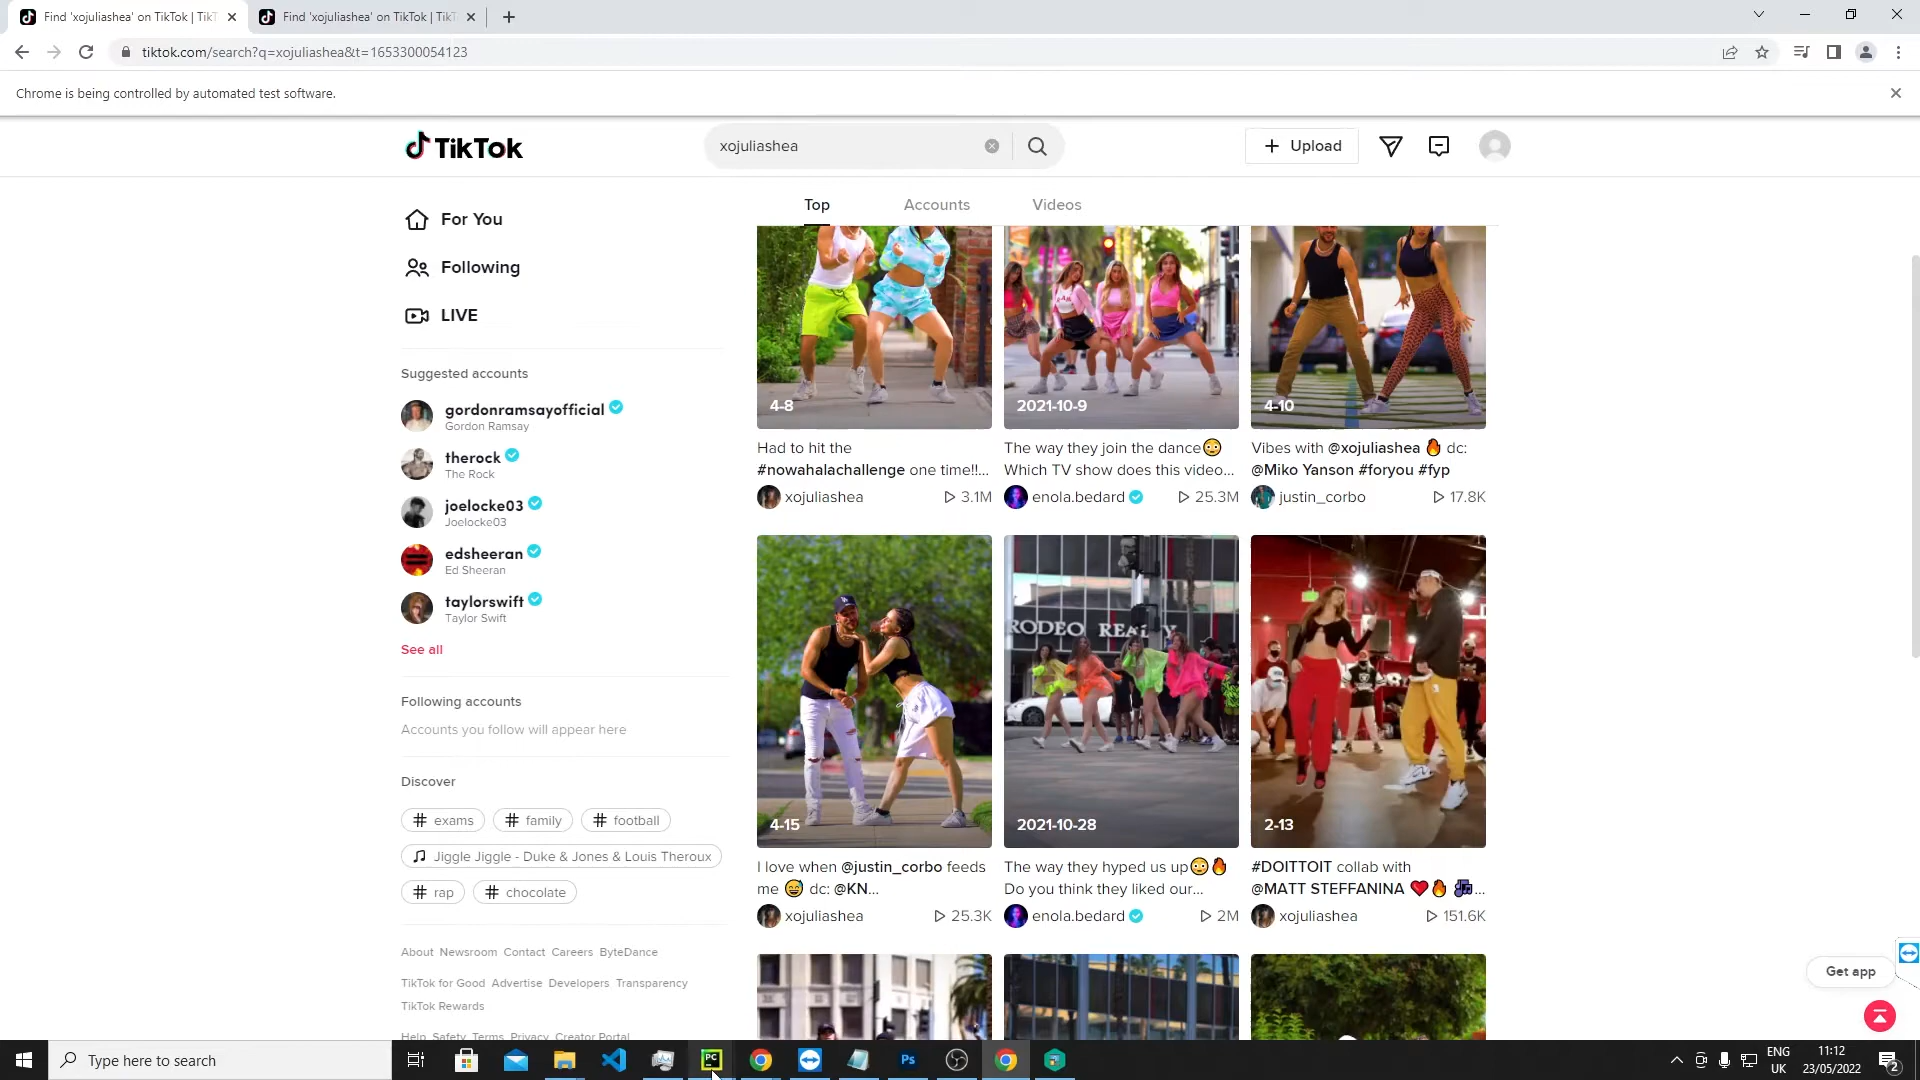 Find 'xojuliashea' on TikTok | TikT
Find 'xojuliashea' on TikTok | TikT
tiktok.com/search?q=xojuliashea&t=1653300054123
Chrome is being controlled by automated test software.
TikTok
xojuliashea
Upload
For You
Following
LIVE
Suggested accounts
gordonramsayofficial
Gordon Ramsay
therock
The Rock
joelocke03
Joelocke03
edsheeran
Ed Sheeran
taylorswift
Taylor Swift
See all
Following accounts
Accounts you follow will appear here
Discover
# exams # family # football
Jiggle Jiggle - Duke & Jones & Louis Theroux
# rap # chocolate
About Newsroom Contact Careers ByteDance
TikTok for Good Advertise Developers Transparency
TikTok Rewards
Help Safety Terms Privacy Creator Portal
Top Accounts Videos
4-8
Had to hit the
#nowahalachallenge one time!!...
xojuliashea 3.1M
2021-10-9
The way they join the dance😳
Which TV show does this video...
enola.bedard 25.3M
4-10
Vibes with @xojuliashea 🔥 dc:
@Miko Yanson #foryou #fyp
justin_corbo 17.8K
4-15
I love when @justin_corbo feeds
me 😅 dc: @KN...
xojuliashea 25.3K
RODEO REALTY
2021-10-28
The way they hyped us up😳🔥
Do you think they liked our...
enola.bedard 2M
2-13
#DOITTOIT collab with
@MATT STEFFANINA ❤️🔥 🎶...
xojuliashea 151.6K
Get app
Type here to search
PC
Ps
ENG
UK
11:12
23/05/2022
2